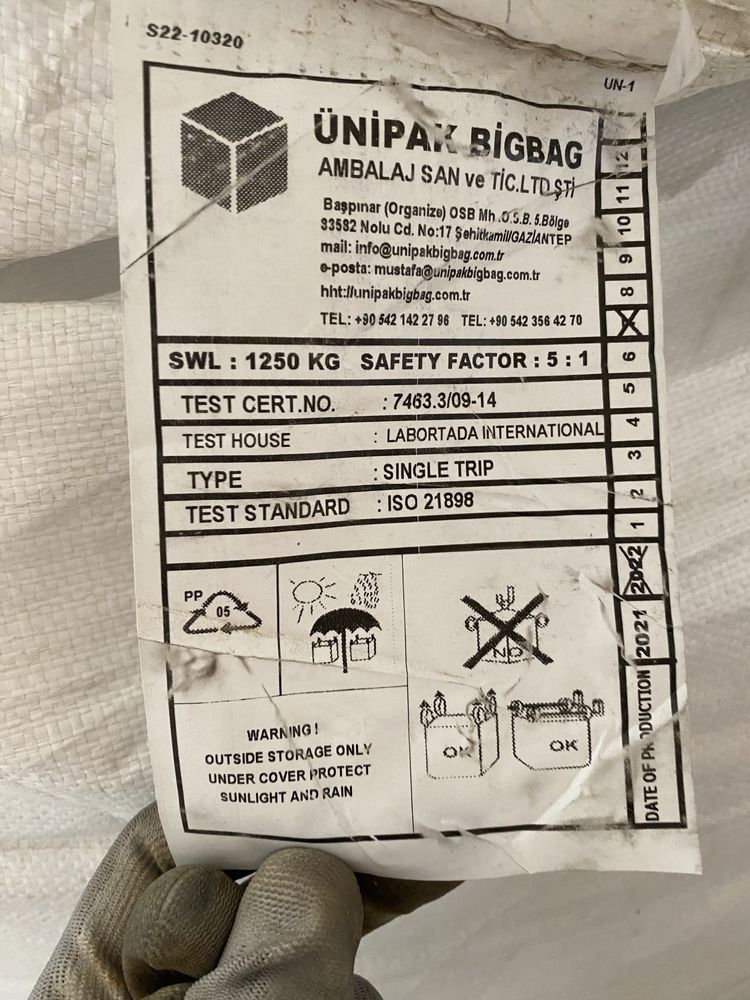 S22-10320
UN-1
ÜNİPAK BİGBAG
AMBALAJ SAN ve TİC.LTD ŞTİ
Başpınar (Organize) OSB Mh .O.S.B. 5.Bölge
83582 Nolu Cd. No:17 Şehitkamil/GAZİANTEP
mail: info@unipakbigbag.com.tr
e-posta: mustafa@unipakbigbag.com.tr
hht://unipakbigbag.com.tr
TEL: +90 542 142 27 96 TEL: +90 542 356 42 70
SWL : 1250 KG SAFETY FACTOR : 5 : 1
TEST CERT.NO. : 7463.3/09-14
TEST HOUSE : LABORTADA INTERNATIONAL
TYPE : SINGLE TRIP
TEST STANDARD : ISO 21898
PP
05
NO
OK
OK
WARNING !
OUTSIDE STORAGE ONLY
UNDER COVER PROTECT
SUNLIGHT AND RAIN
DATE OF PRODUCTION 2021 2022 1 2 3 4 5 6 7 8 9 10 11 12